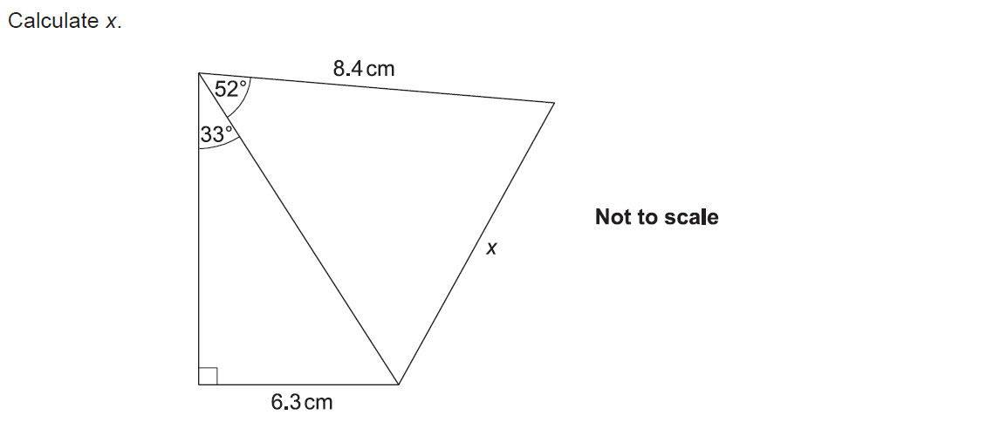 Calculate x.
8.4 cm
52°
33°
Not to scale
x
6.3 cm